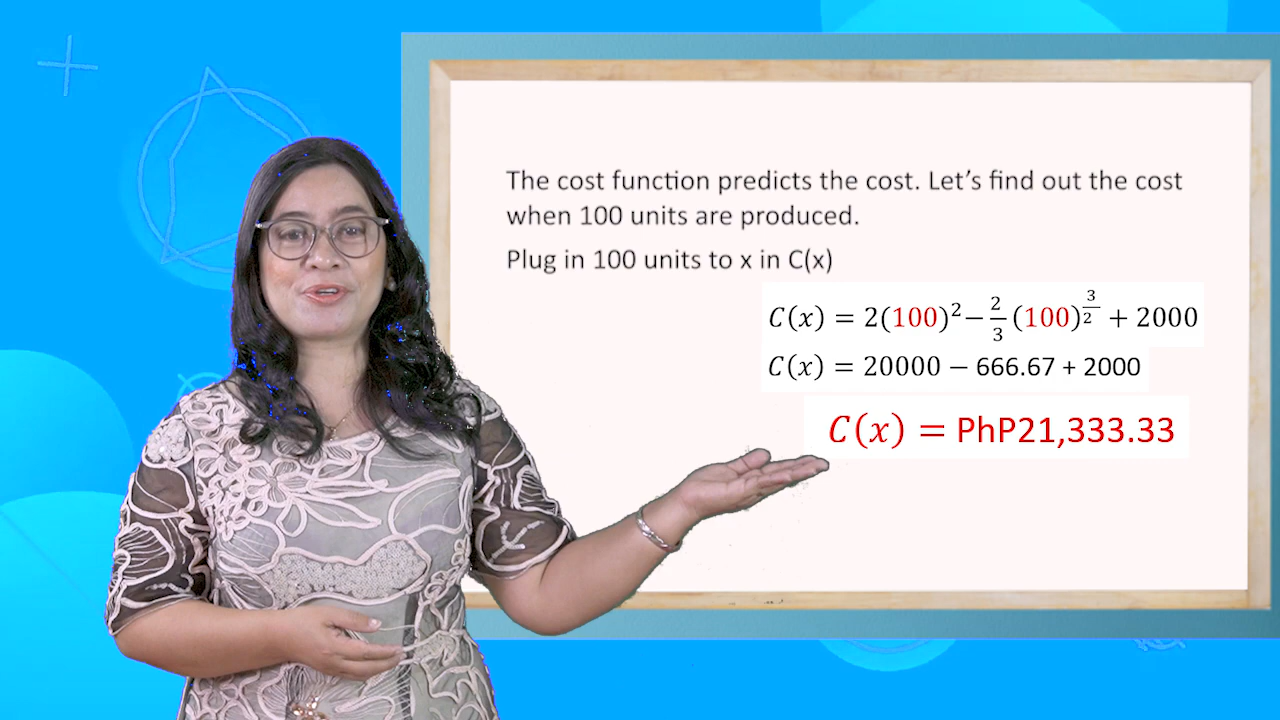 The cost function predicts the cost. Let’s find out the cost
when 100 units are produced.
Plug in 100 units to x in C(x)
C(x) = 2(100)² − 2/3 (100)^(3/2) + 2000
C(x) = 20000 − 666.67 + 2000
C(x) = PhP21,333.33